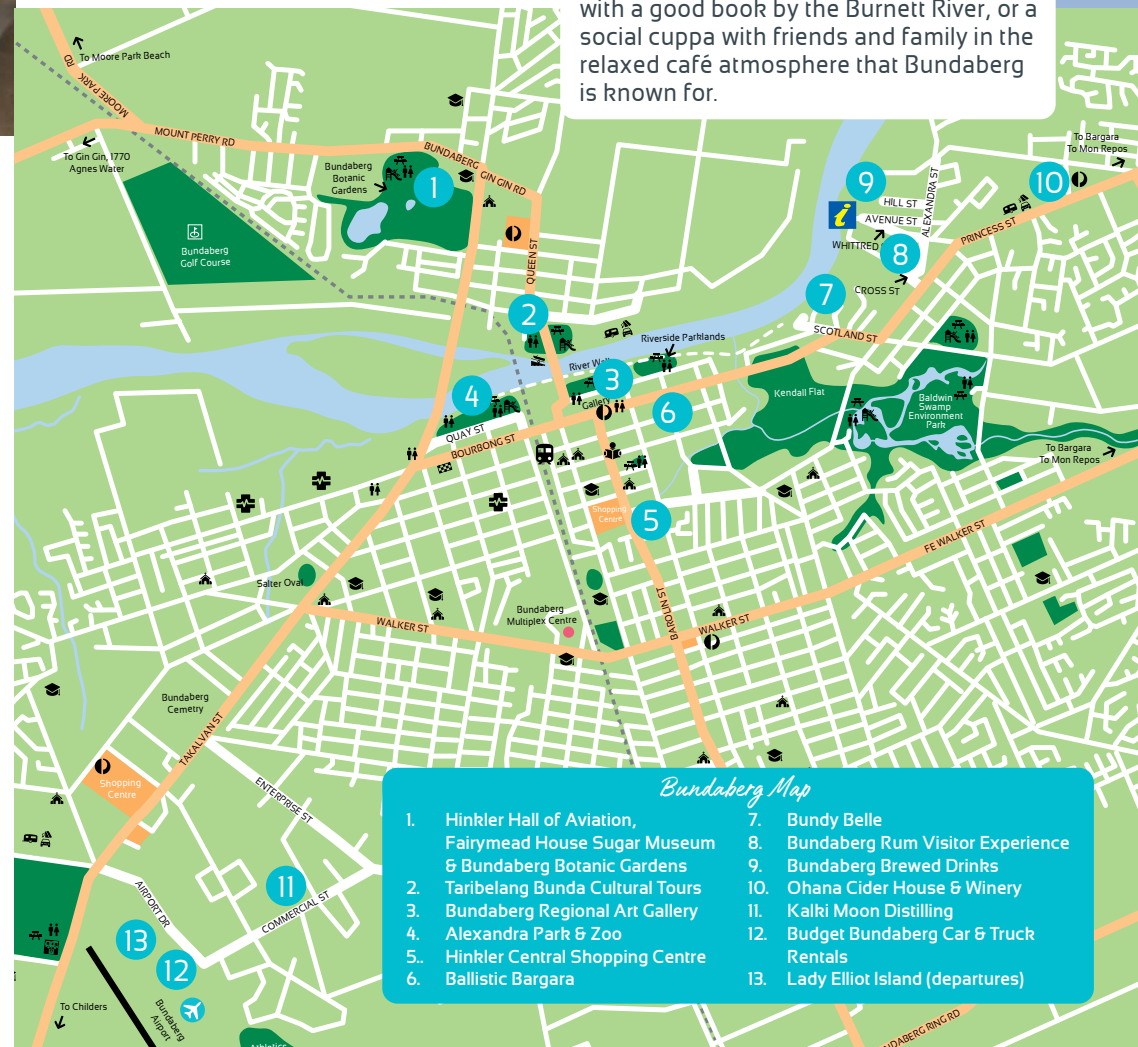 with a good book by the Burnett River, or a
social cuppa with friends and family in the
relaxed café atmosphere that Bundaberg
is known for.
To Moore Park Beach
MOORE PARK RD
MOUNT PERRY RD
To Gin Gin, 1770
Agnes Water
BUNDABERG GIN GIN RD
Bundaberg
Botanic
Gardens
1
Bundaberg
Golf Course
QUEEN ST
To Bargara
To Mon Repos
9
10
HILL ST
i
AVENUE ST
ALEXANDRA ST
WHITTRED
8
PRINCESS ST
7
CROSS ST
SCOTLAND ST
2
Riverside Parklands
River Walk
3
Gallery
4
6
Kendall Flat
Baldwin
Swamp
Environment
Park
QUAY ST
BOURBONG ST
To Bargara
To Mon Repos
Shopping
Centre
5
FE WALKER ST
Salter Oval
Bundaberg
Multiplex Centre
BAROLIN ST
WALKER ST
WALKER ST
Bundaberg
Cemetry
TAKALVAN ST
Shopping
Centre
ENTERPRISE ST
11
COMMERCIAL ST
AIRPORT DR
13
12
Bundaberg
Airport
To Childers
Athletics
NDABERG RING RD
Bundaberg Map
1. Hinkler Hall of Aviation,
Fairymead House Sugar Museum
& Bundaberg Botanic Gardens
2. Taribelang Bunda Cultural Tours
3. Bundaberg Regional Art Gallery
4. Alexandra Park & Zoo
5.. Hinkler Central Shopping Centre
6. Ballistic Bargara
7. Bundy Belle
8. Bundaberg Rum Visitor Experience
9. Bundaberg Brewed Drinks
10. Ohana Cider House & Winery
11. Kalki Moon Distilling
12. Budget Bundaberg Car & Truck
Rentals
13. Lady Elliot Island (departures)